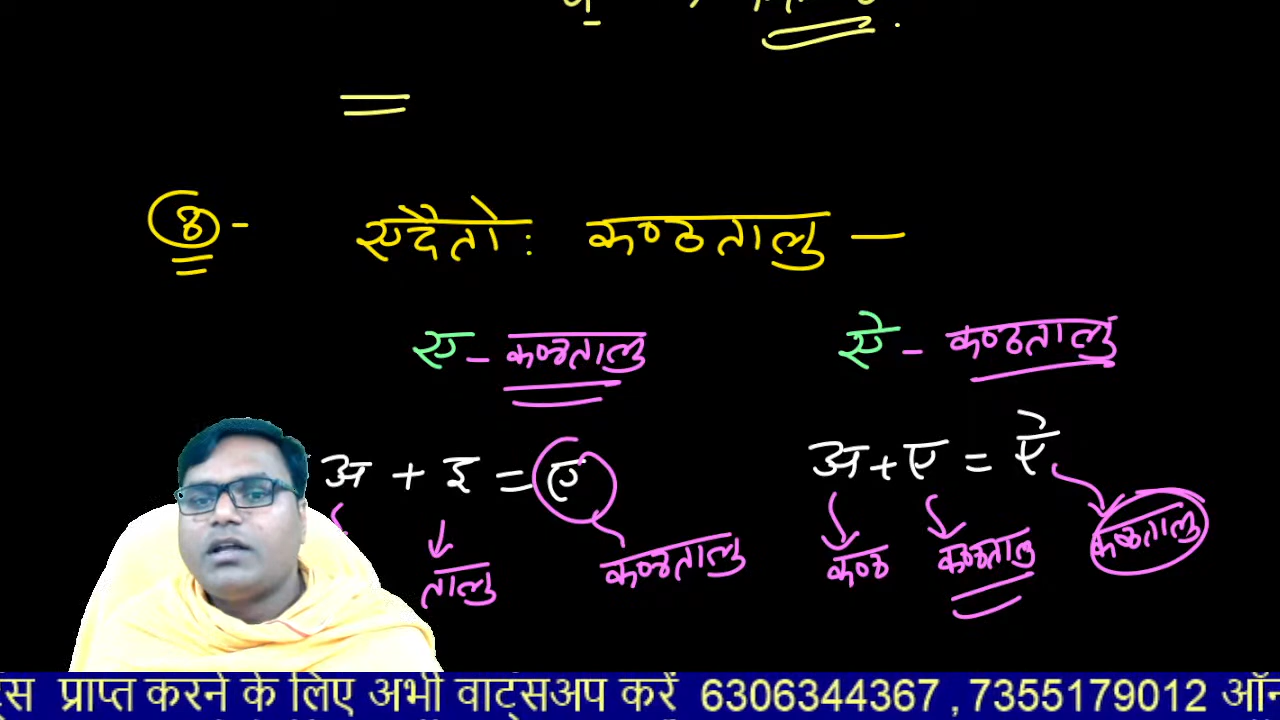 ४- एदैतोः कण्ठतालु -
ए - कण्ठतालु ऐ - कण्ठतालु
अ + इ = ए अ + ए = ऐ
तालु कण्ठतालु कण्ठ कण्ठतालु कण्ठतालु
प्राप्त करने के लिए अभी वाट्सअप करें 6306344367 , 7355179012